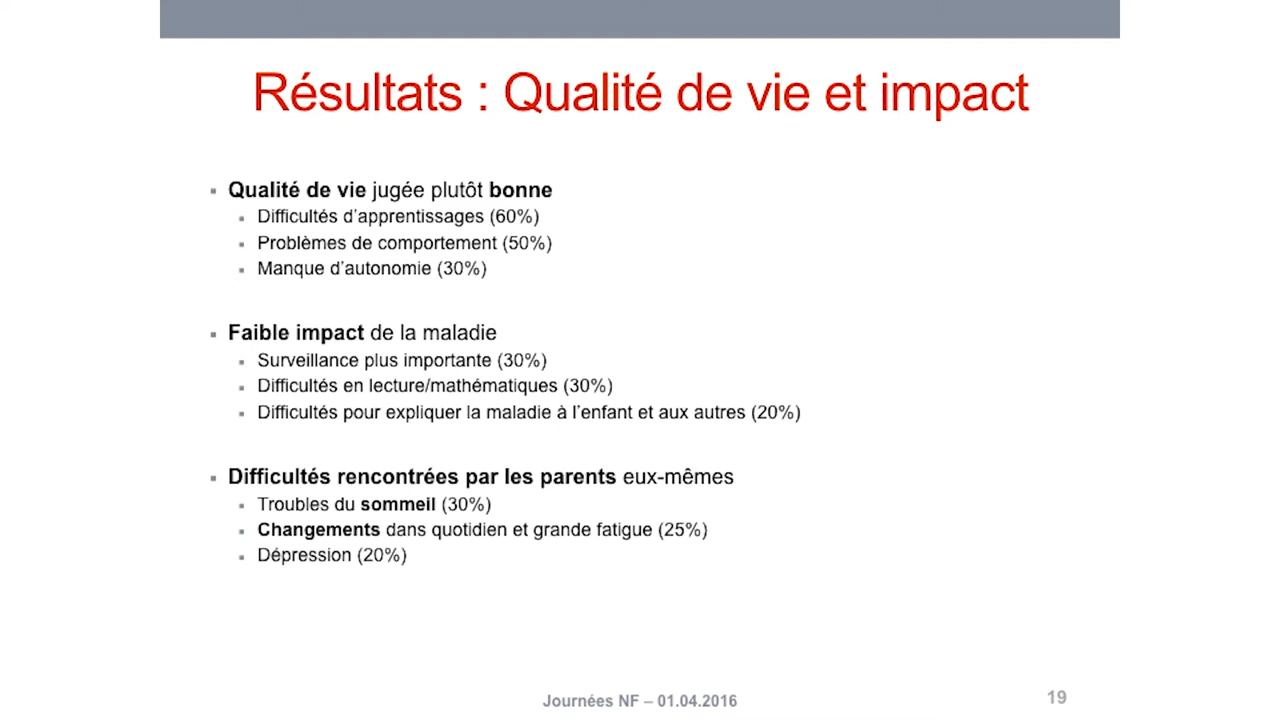 Résultats : Qualité de vie et impact
Qualité de vie jugée plutôt bonne
Difficultés d'apprentissages (60%)
Problèmes de comportement (50%)
Manque d'autonomie (30%)
Faible impact de la maladie
Surveillance plus importante (30%)
Difficultés en lecture/mathématiques (30%)
Difficultés pour expliquer la maladie à l'enfant et aux autres (20%)
Difficultés rencontrées par les parents eux-mêmes
Troubles du sommeil (30%)
Changements dans quotidien et grande fatigue (25%)
Dépression (20%)
Journées NF – 01.04.2016
19